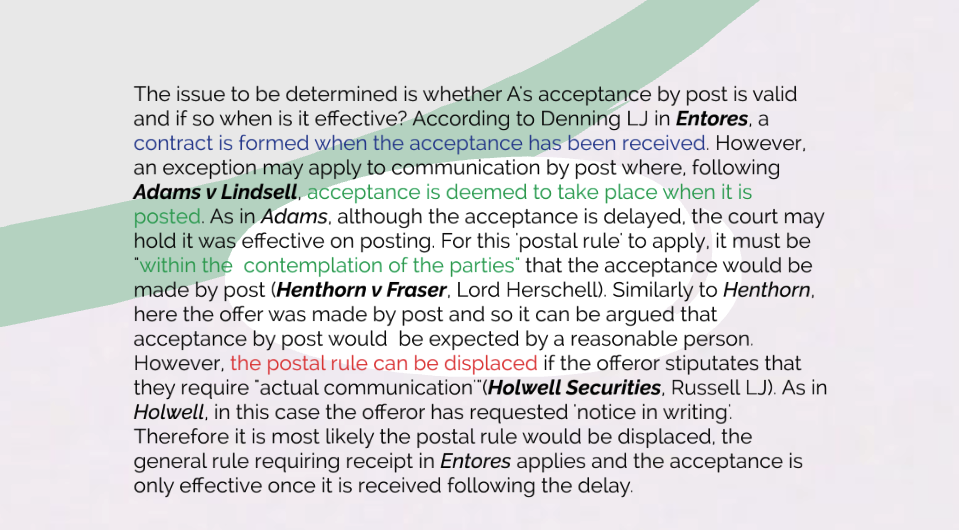 The issue to be determined is whether A's acceptance by post is valid
and if so when is it effective? According to Denning LJ in Entores, a
contract is formed when the acceptance has been received. However,
an exception may apply to communication by post where, following
Adams v Lindsell, acceptance is deemed to take place when it is
posted. As in Adams, although the acceptance is delayed, the court may
hold it was effective on posting. For this 'postal rule' to apply, it must be
"within the  contemplation of the parties" that the acceptance would be
made by post (Henthorn v Fraser, Lord Herschell). Similarly to Henthorn,
here the offer was made by post and so it can be argued that
acceptance by post would  be expected by a reasonable person.
However, the postal rule can be displaced if the offeror stiputates that
they require "actual communication'"(Holwell Securities, Russell LJ). As in
Holwell, in this case the offeror has requested 'notice in writing'.
Therefore it is most likely the postal rule would be displaced, the
general rule requiring receipt in Entores applies and the acceptance is
only effective once it is received following the delay.